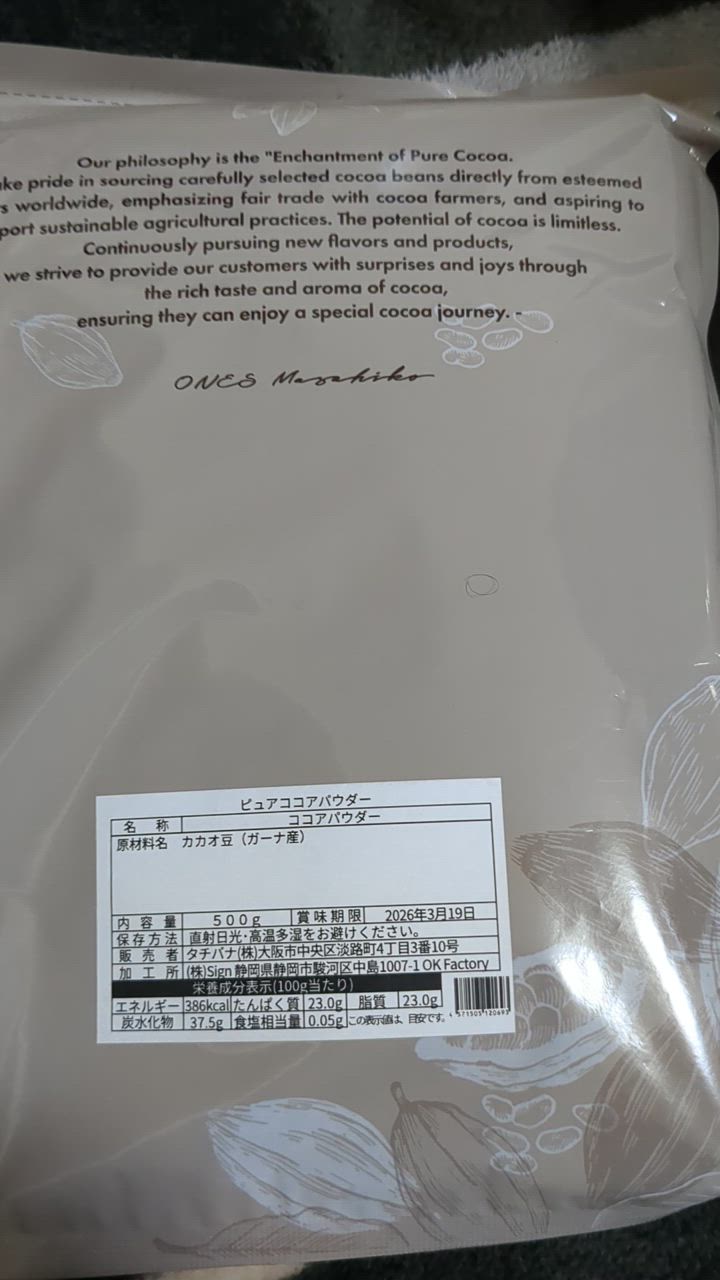 Our philosophy is the "Enchantment of Pure Cocoa.
pride in sourcing carefully selected cocoa beans directly from esteemed
worldwide, emphasizing fair trade with cocoa farmers, and aspiring to
sustainable agricultural practices. The potential of cocoa is limitless.
Continuously pursuing new flavors and products,
we strive to provide our customers with surprises and joys through
the rich taste and aroma of cocoa,
ensuring they can enjoy a special cocoa journey. -
ONES Masahiko
ピュアココアパウダー
名 称 ココアパウダー
原材料名 カカオ豆（ガーナ産）
内容量 500g 賞味期限 2026年3月19日
保存方法 直射日光・高温多湿をお避けください。
販売者 タチバナ(株)大阪市中央区淡路町4丁目3番10号
加工所 (株)Sign 静岡県静岡市駿河区中島1007-1 OK Factory
栄養成分表示(100g当たり)
エネルギー 386kcal たんぱく質 23.0g 脂質 23.0g
炭水化物 37.5g 食塩相当量 0.05g この表示値は、目安です。